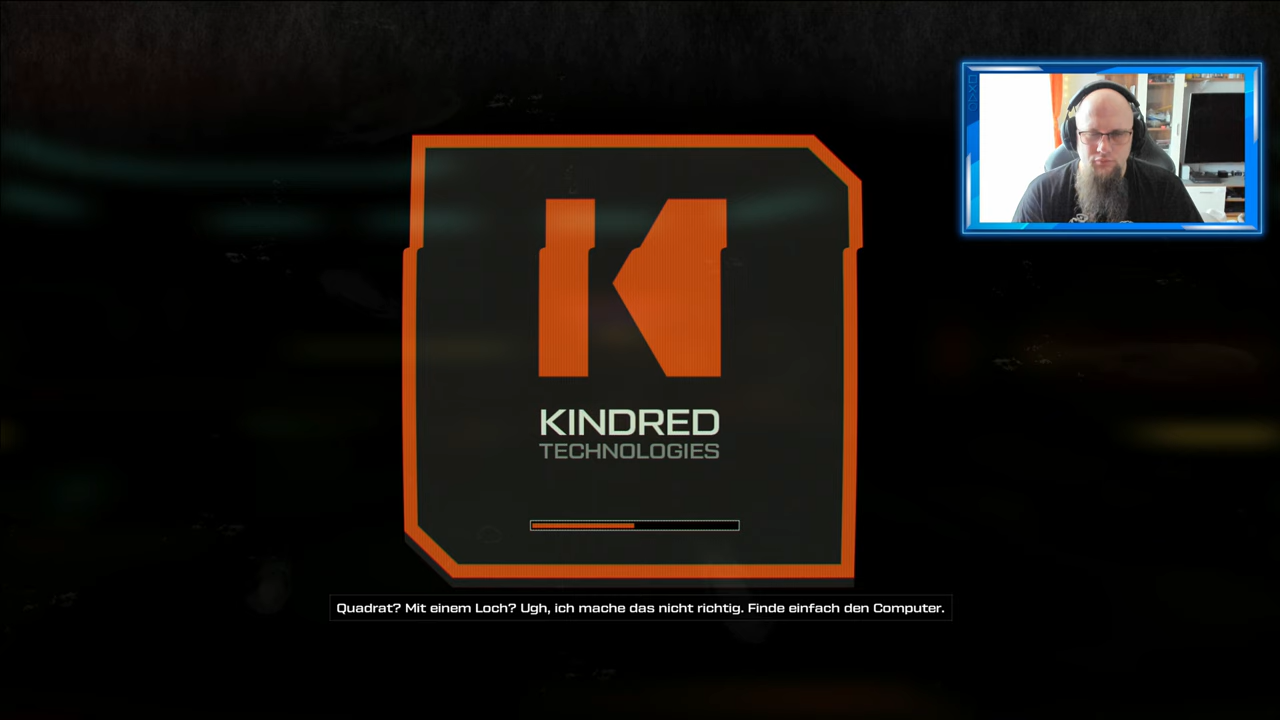 KINDRED
TECHNOLOGIES
Quadrat? Mit einem Loch? Ugh, ich mache das nicht richtig. Finde einfach den Computer.